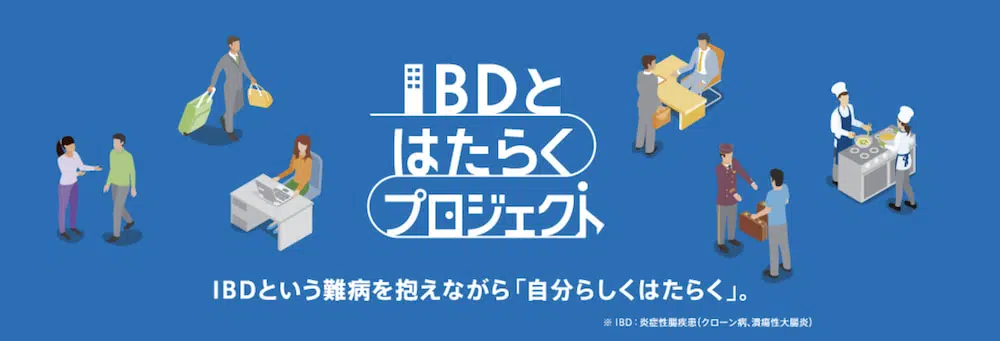 IBDと
はたらく
プロジェクト
IBDという難病を抱えながら「自分らしくはたらく」。
※ IBD：炎症性腸疾患（クローン病、潰瘍性大腸炎）